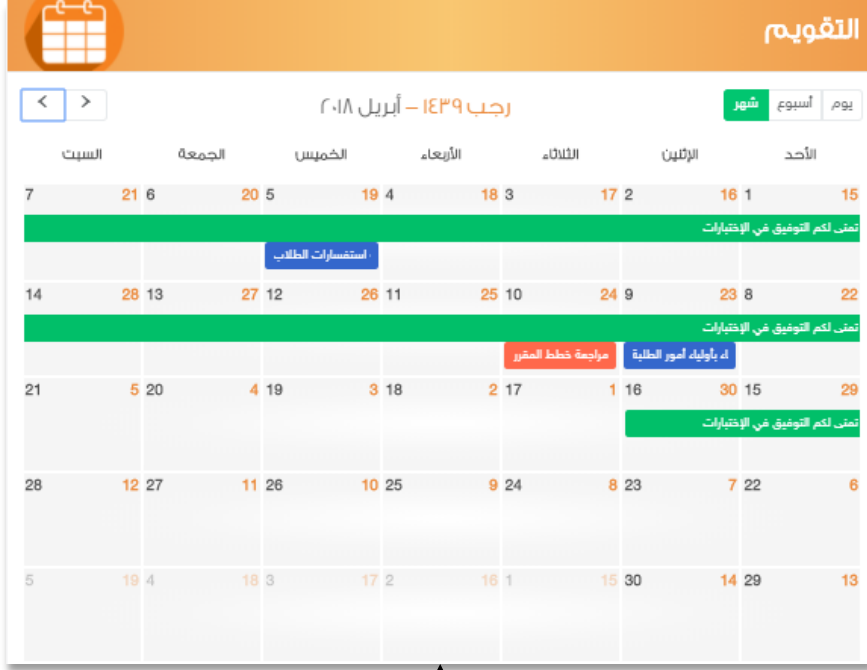 التقويم
يوم أسبوع شهر
رجب ١٤٣٩ – أبريل ٢٠١٨
الأحد الإثنين الثلاثاء الأربعاء الخميس الجمعة السبت
15 1 16 2 17 3 18 4 19 5 20 6 21 7
تمنى لكم التوفيق في الإختبارات
استفسارات الطلاب
22 8 23 9 24 10 25 11 26 12 27 13 28 14
تمنى لكم التوفيق في الإختبارات
اء بأولياء أمور الطلبة مراجعة خطط المقرر
29 15 30 16 1 17 2 18 3 19 4 20 5 21
تمنى لكم التوفيق في الإختبارات
6 22 7 23 8 24 9 25 10 26 11 27 12 28
13 29 14 30 15 1 16 2 17 3 18 4 19 5